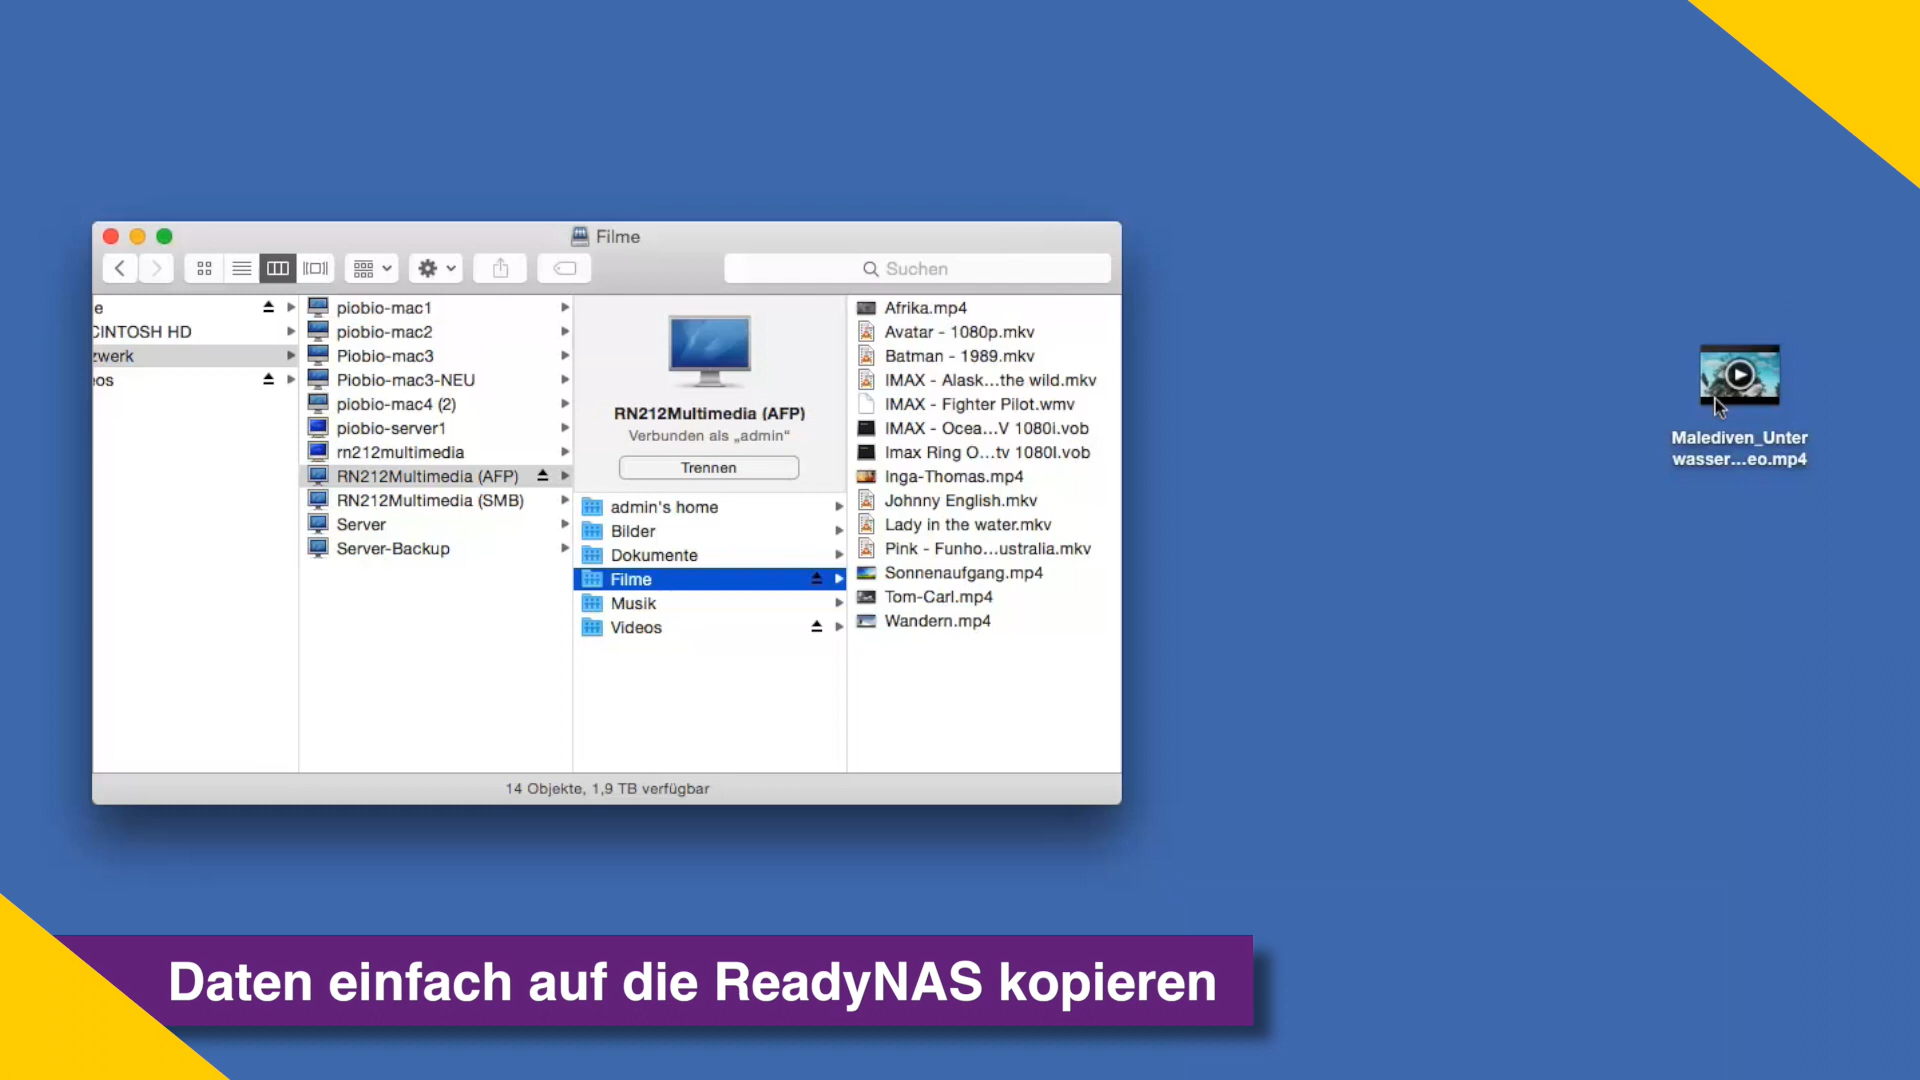 Filme
Suchen
e
CINTOSH HD
zwerk
eos
piobio-mac1
piobio-mac2
Piobio-mac3
Piobio-mac3-NEU
piobio-mac4 (2)
piobio-server1
rn212multimedia
RN212Multimedia (AFP)
RN212Multimedia (SMB)
Server
Server-Backup
RN212Multimedia (AFP)
Verbunden als „admin“
Trennen
admin's home
Bilder
Dokumente
Filme
Musik
Videos
Afrika.mp4
Avatar - 1080p.mkv
Batman - 1989.mkv
IMAX - Alask...the wild.mkv
IMAX - Fighter Pilot.wmv
IMAX - Ocea...V 1080i.vob
Imax Ring O...tv 1080I.vob
Inga-Thomas.mp4
Johnny English.mkv
Lady in the water.mkv
Pink - Funho...ustralia.mkv
Sonnenaufgang.mp4
Tom-Carl.mp4
Wandern.mp4
14 Objekte, 1,9 TB verfügbar
Malediven_Unter
wasser...eo.mp4
Daten einfach auf die ReadyNAS kopieren